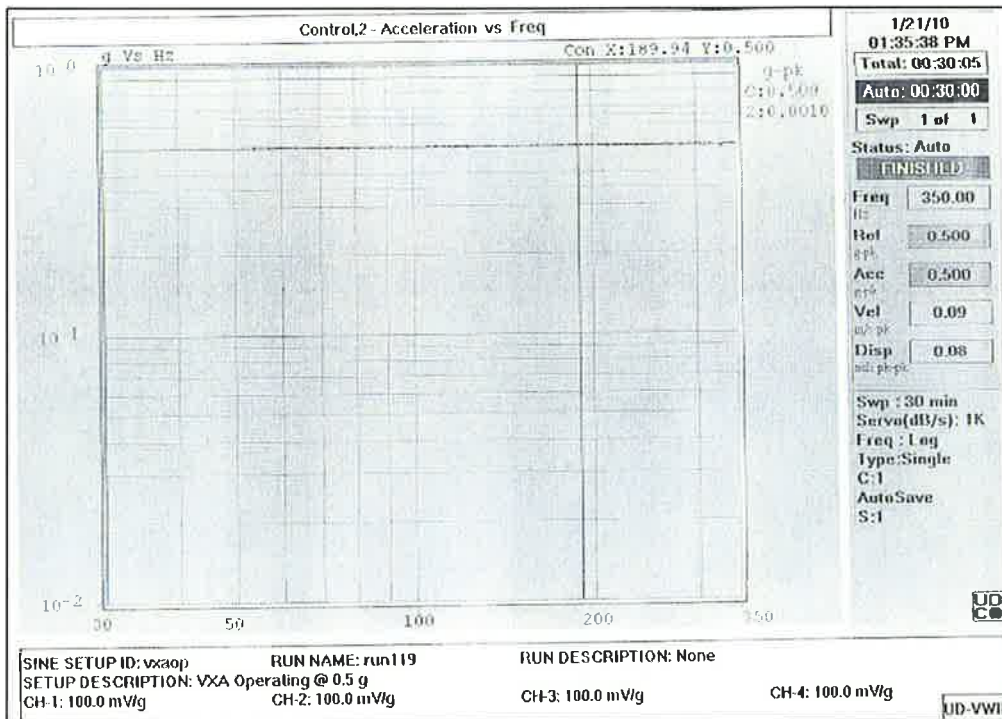 Control,2 - Acceleration vs Freq
g Vs Hz
Con X:189.94 Y:0.500
g-pk
C:0.500
2:0.0010
10 0
10 -1
10 -2
30
50
100
200
350
1/21/10
01:35:38 PM
Total: 00:30:05
Auto: 00:30:00
Swp 1 of 1
Status: Auto
FINISHED
Freq 350.00
Hz
Ref 0.500
g-pk
Acc 0.500
g-pk
Vel 0.09
Disp 0.08
Swp : 30 min
Servo(dB/s): 1K
Freq : Log
Type:Single
C:1
AutoSave
S:1
UD
CO
SINE SETUP ID: vxaop
RUN NAME: run119
RUN DESCRIPTION: None
SETUP DESCRIPTION: VXA Operating @ 0.5 g
CH-1: 100.0 mV/g
CH-2: 100.0 mV/g
CH-3: 100.0 mV/g
CH-4: 100.0 mV/g
UD-VWI